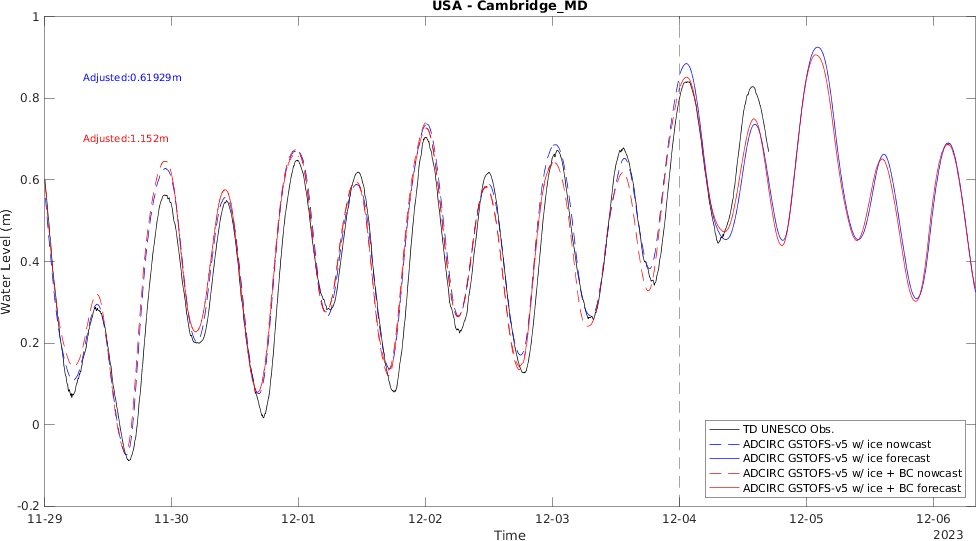 USA - Cambridge_MD
1
0.8
0.6
0.4
0.2
0
-0.2
Water Level (m)
Adjusted:0.61929m
Adjusted:1.152m
TD UNESCO Obs.
ADCIRC GSTOFS-v5 w/ ice nowcast
ADCIRC GSTOFS-v5 w/ ice forecast
ADCIRC GSTOFS-v5 w/ ice + BC nowcast
ADCIRC GSTOFS-v5 w/ ice + BC forecast
11-29 11-30 12-01 12-02 12-03 12-04 12-05 12-06
Time
2023